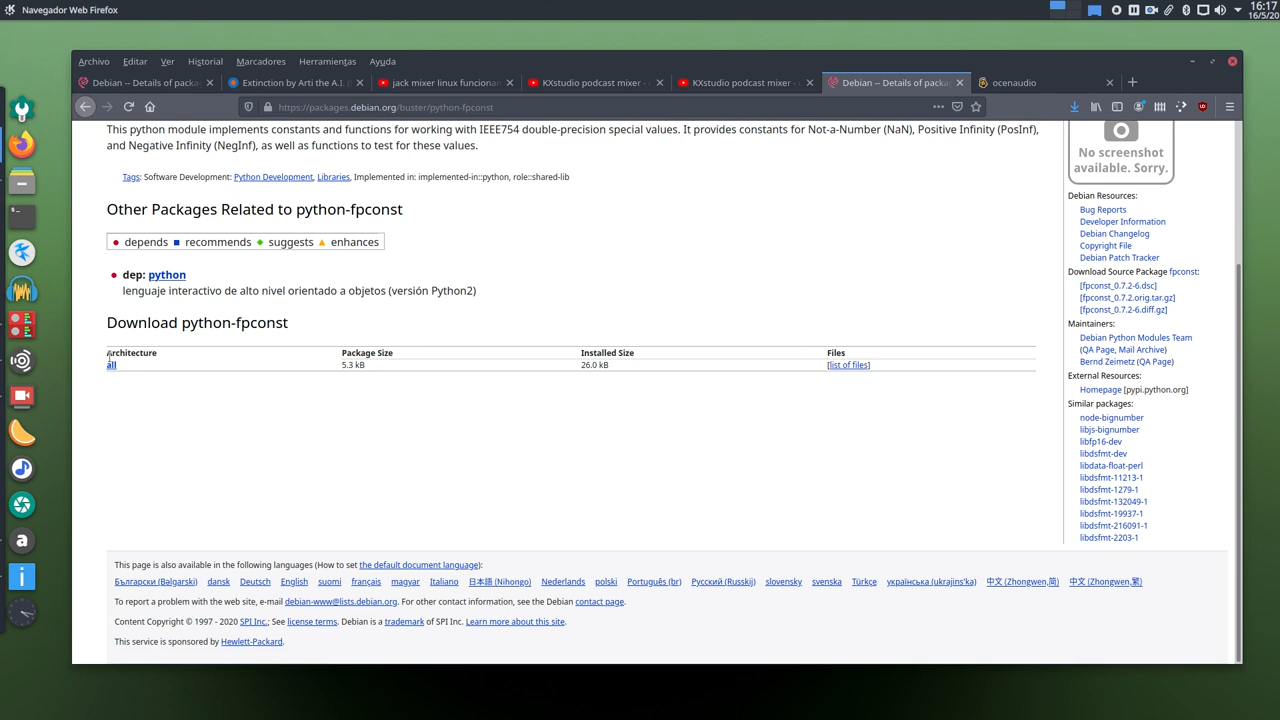 Navegador Web Firefox
16:17
16/5/20
Archivo Editar Ver Historial Marcadores Herramientas Ayuda
Debian -- Details of packa
Extinction by Arti the A.I. (
jack mixer linux funcionan
KXstudio podcast mixer -
KXstudio podcast mixer -
Debian -- Details of packa
ocenaudio
https://packages.debian.org/buster/python-fpconst
This python module implements constants and functions for working with IEEE754 double-precision special values. It provides constants for Not-a-Number (NaN), Positive Infinity (PosInf),
and Negative Infinity (NegInf), as well as functions to test for these values.
Tags: Software Development: Python Development, Libraries, Implemented in: implemented-in::python, role::shared-lib
Other Packages Related to python-fpconst
depends recommends suggests enhances
dep: python
lenguaje interactivo de alto nivel orientado a objetos (versión Python2)
Download python-fpconst
Architecture Package Size Installed Size Files
all 5.3 kB 26.0 kB [list of files]
No screenshot
available. Sorry.
Debian Resources:
Bug Reports
Developer Information
Debian Changelog
Copyright File
Debian Patch Tracker
Download Source Package fpconst:
[fpconst_0.7.2-6.dsc]
[fpconst_0.7.2.orig.tar.gz]
[fpconst_0.7.2-6.diff.gz]
Maintainers:
Debian Python Modules Team
(QA Page, Mail Archive)
Bernd Zeimetz (QA Page)
External Resources:
Homepage [pypi.python.org]
Similar packages:
node-bignumber
libjs-bignumber
libfp16-dev
libdsfmt-dev
libdata-float-perl
libdsfmt-11213-1
libdsfmt-1279-1
libdsfmt-132049-1
libdsfmt-19937-1
libdsfmt-216091-1
libdsfmt-2203-1
This page is also available in the following languages (How to set the default document language):
Български (Bəlgarski) dansk Deutsch English suomi français magyar Italiano 日本語 (Nihongo) Nederlands polski Português (br) Русский (Russkij) slovensky svenska Türkçe українська (ukrajins'ka) 中文 (Zhongwen,简) 中文 (Zhongwen,繁)
To report a problem with the web site, e-mail debian-www@lists.debian.org. For other contact information, see the Debian contact page.
Content Copyright © 1997 - 2020 SPI Inc.; See license terms. Debian is a trademark of SPI Inc. Learn more about this site.
This service is sponsored by Hewlett-Packard.